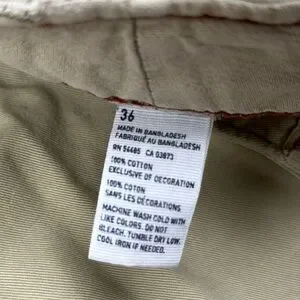 36
MADE IN BANGLADESH
FABRIQUÉ AU BANGLADESH
RN 54485 CA 03873
100% COTTON
EXCLUSIVE OF DECORATION
100% COTON
SANS LES DÉCORATIONS
MACHINE WASH COLD WITH
LIKE COLORS. DO NOT
BLEACH. TUMBLE DRY LOW.
COOL IRON IF NEEDED.